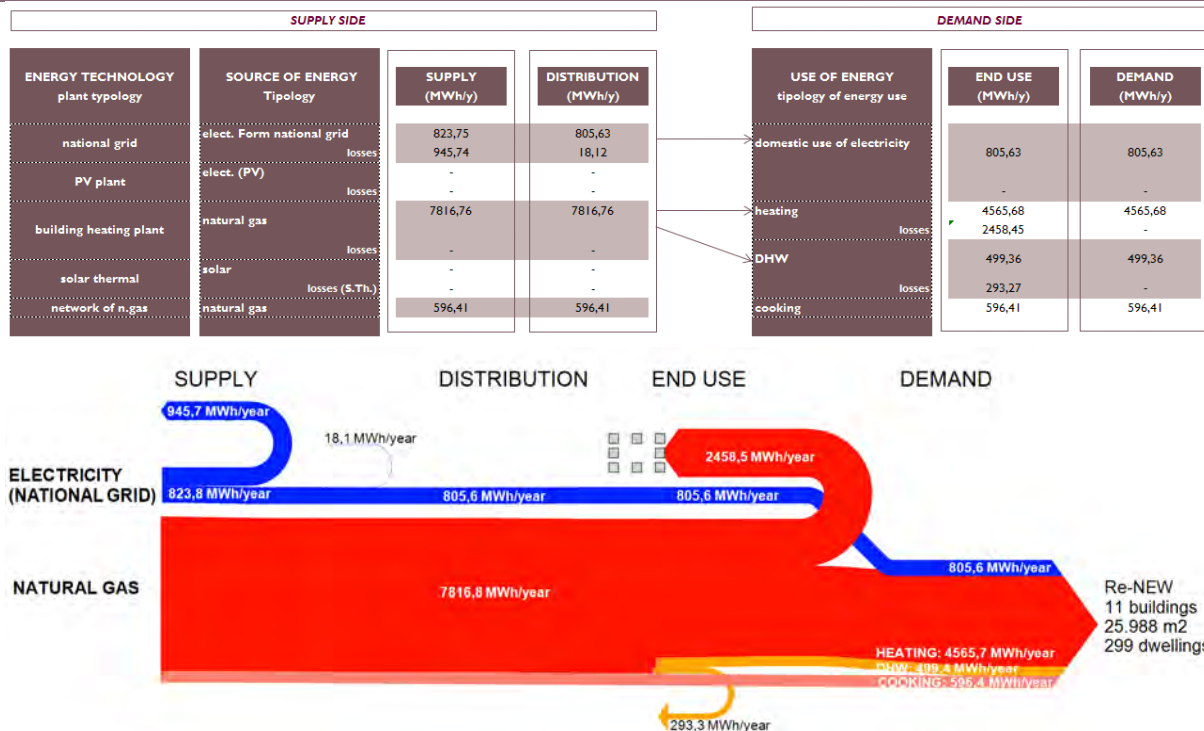 SUPPLY SIDE
DEMAND SIDE
ENERGY TECHNOLOGY
plant typology
SOURCE OF ENERGY
Tipology
SUPPLY
(MWh/y)
DISTRIBUTION
(MWh/y)
USE OF ENERGY
tipology of energy use
END USE
(MWh/y)
DEMAND
(MWh/y)
national grid
elect. Form national grid
823,75
805,63
losses
945,74
18,12
domestic use of electricity
805,63
805,63
PV plant
elect. (PV)
-
-
losses
-
-
-
-
building heating plant
natural gas
7816,76
7816,76
heating
4565,68
4565,68
losses
2458,45
-
losses
-
-
DHW
499,36
499,36
solar thermal
solar
-
-
losses (S.Th.)
-
-
losses
293,27
-
network of n.gas
natural gas
596,41
596,41
cooking
596,41
596,41
SUPPLY
DISTRIBUTION
END USE
DEMAND
945,7 MWh/year
18,1 MWh/year
2458,5 MWh/year
ELECTRICITY
(NATIONAL GRID)
823,8 MWh/year
805,6 MWh/year
805,6 MWh/year
805,6 MWh/year
NATURAL GAS
7816,8 MWh/year
Re-NEW
11 buildings
25.988 m2
299 dwellings
HEATING: 4565,7 MWh/year
DHW: 499,4 MWh/year
COOKING: 596,4 MWh/year
293,3 MWh/year